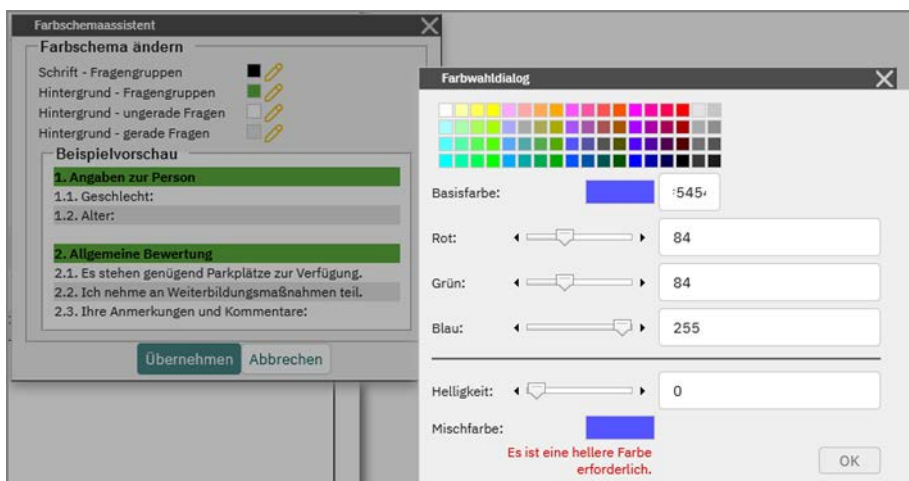 Farbschemaassistent
Farbschema ändern
Schrift - Fragengruppen
Hintergrund - Fragengruppen
Hintergrund - ungerade Fragen
Hintergrund - gerade Fragen
Beispielvorschau
1. Angaben zur Person
1.1. Geschlecht:
1.2. Alter:
2. Allgemeine Bewertung
2.1. Es stehen genügend Parkplätze zur Verfügung.
2.2. Ich nehme an Weiterbildungsmaßnahmen teil.
2.3. Ihre Anmerkungen und Kommentare:
Übernehmen Abbrechen
Farbwahldialog
Basisfarbe:
Rot: 84
Grün: 84
Blau: 255
Helligkeit: 0
Mischfarbe:
Es ist eine hellere Farbe
erforderlich.
OK